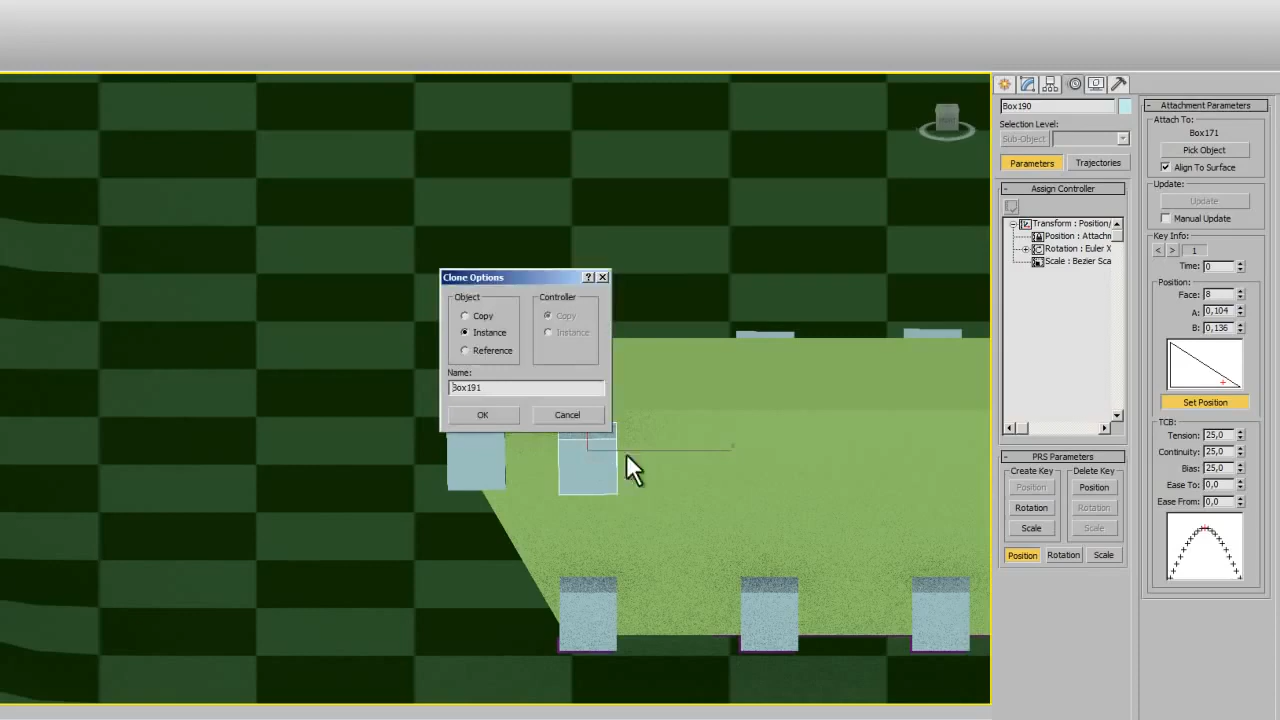 Clone Options
Object
Controller
Copy
Copy
Instance
Instance
Reference
Name:
Box191
OK
Cancel
Box190
Selection Level:
Sub-Object
Parameters
Trajectories
- Assign Controller
Transform : Position/
Position : Attachm
Rotation : Euler X
Scale : Bezier Sca
- PRS Parameters
Create Key
Delete Key
Position
Position
Rotation
Rotation
Scale
Scale
Position
Rotation
Scale
- Attachment Parameters
Attach To:
Box171
Pick Object
Align To Surface
Update:
Update
Manual Update
Key Info:
< > 1
Time: 0
Position:
Face: 8
A: 0,104
B: 0,136
Set Position
TCB:
Tension: 25,0
Continuity: 25,0
Bias: 25,0
Ease To: 0,0
Ease From: 0,0